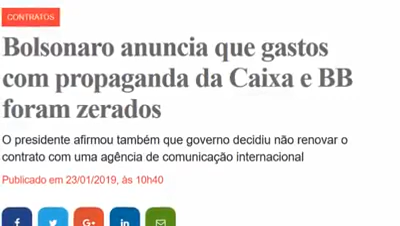 CONTRATOS
Bolsonaro anuncia que gastos
com propaganda da Caixa e BB
foram zerados
O presidente afirmou também que governo decidiu não renovar o
contrato com uma agência de comunicação internacional
Publicado em 23/01/2019, às 10h40
f
G+
in